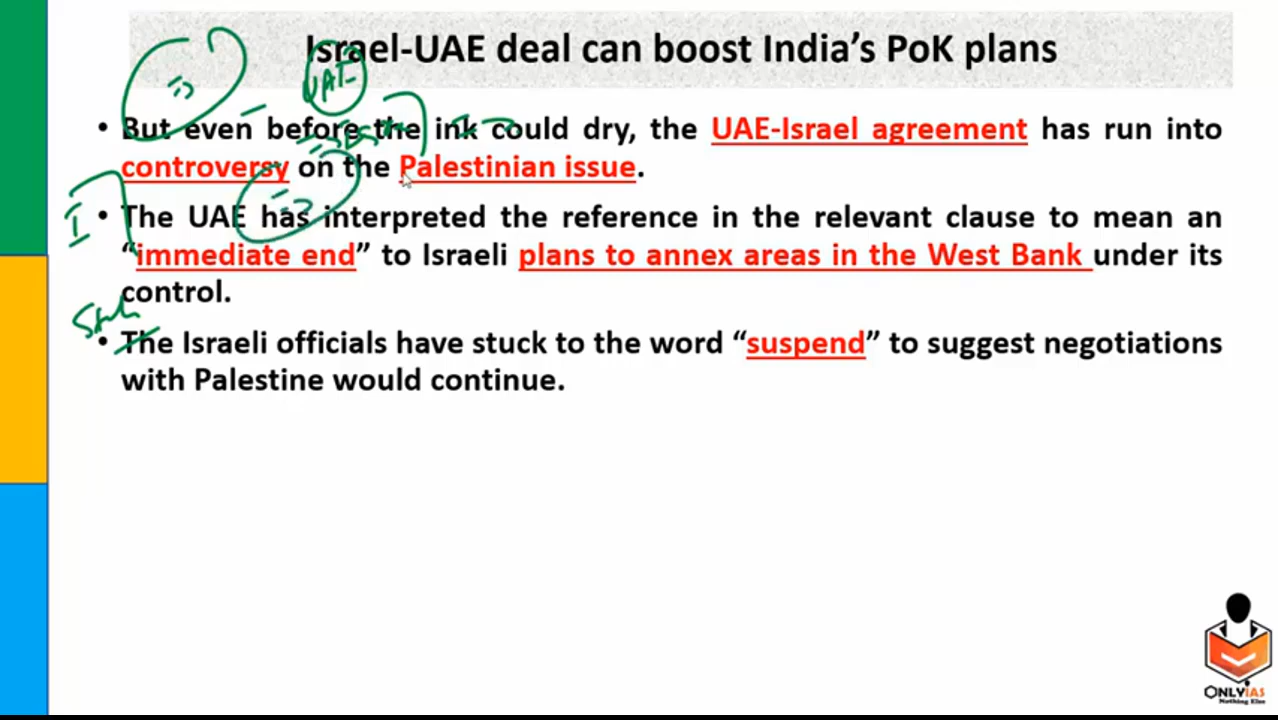 Israel-UAE deal can boost India's PoK plans
UAE
• But even before the ink could dry, the UAE-Israel agreement has run into
controversy on the Palestinian issue.
• The UAE has interpreted the reference in the relevant clause to mean an
"immediate end" to Israeli plans to annex areas in the West Bank under its
control.
• The Israeli officials have stuck to the word "suspend" to suggest negotiations
with Palestine would continue.
I
ONLYIAS
Nothing Else